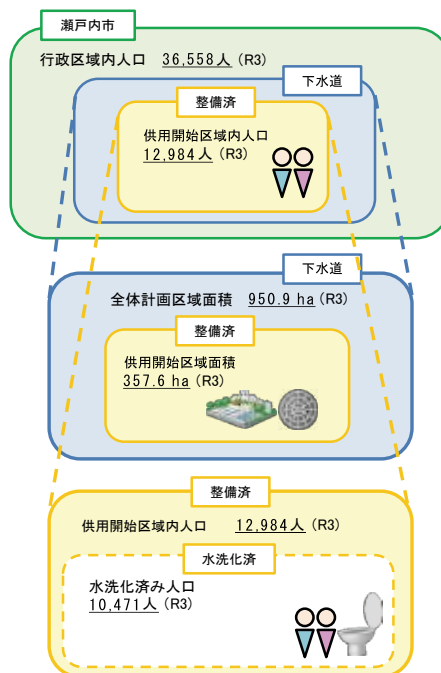 瀬戸内市
行政区域内人口 36,558人 (R3)
下水道
整備済
供用開始区域内人口
12,984人 (R3)
下水道
全体計画区域面積 950.9 ha (R3)
整備済
供用開始区域面積
357.6 ha (R3)
整備済
供用開始区域内人口 12,984人 (R3)
水洗化済
水洗化済み人口
10,471人 (R3)